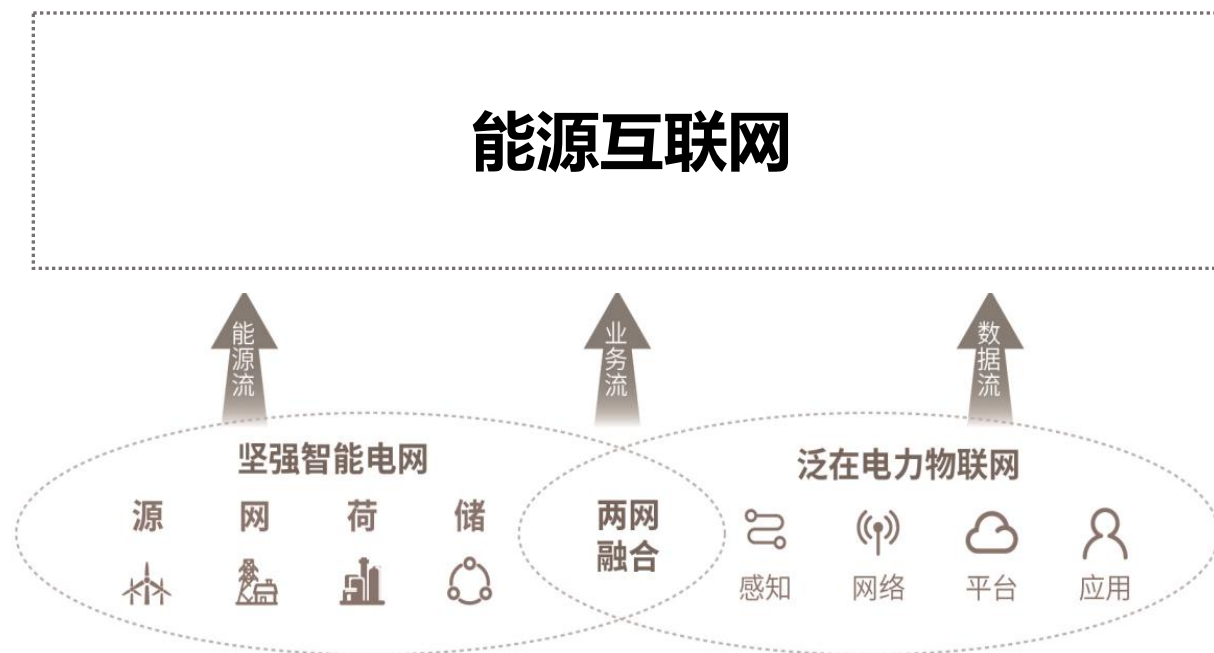 能源互联网
能源流
业务流
数据流
坚强智能电网
泛在电力物联网
源 网 荷 储
两网
融合
感知 网络 平台 应用